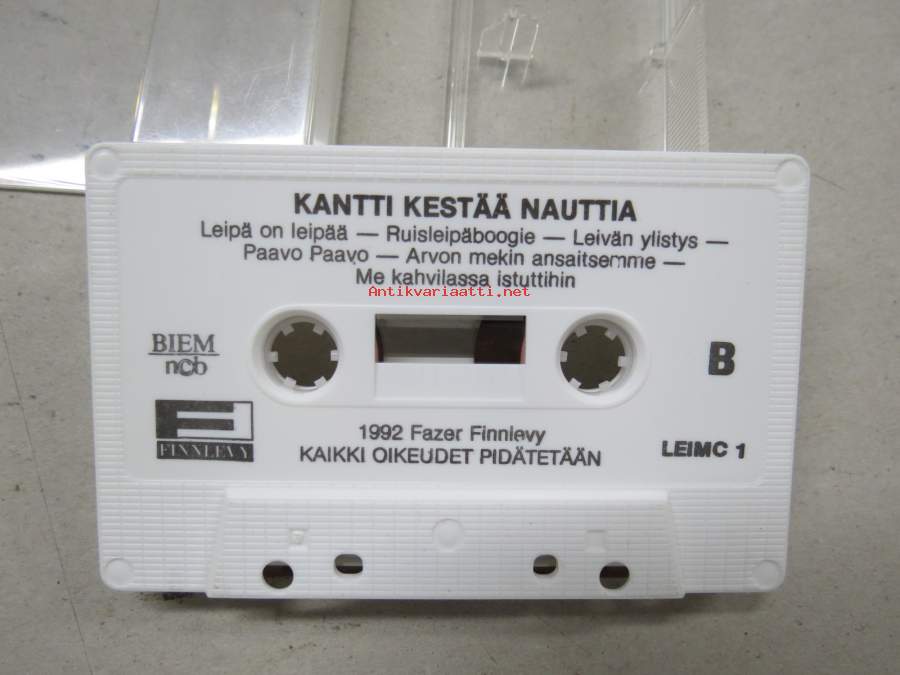 KANTTI KESTÄÄ NAUTTIA
Leipä on leipää — Ruisleipäboogie — Leivän ylistys —
Paavo Paavo — Arvon mekin ansaitsemme —
Me kahvilassa istuttihin
Antikvariaatti.net
BIEM
ncb
B
FINNLEVY
1992 Fazer Finnlevy
KAIKKI OIKEUDET PIDÄTETÄÄN
LEIMC 1